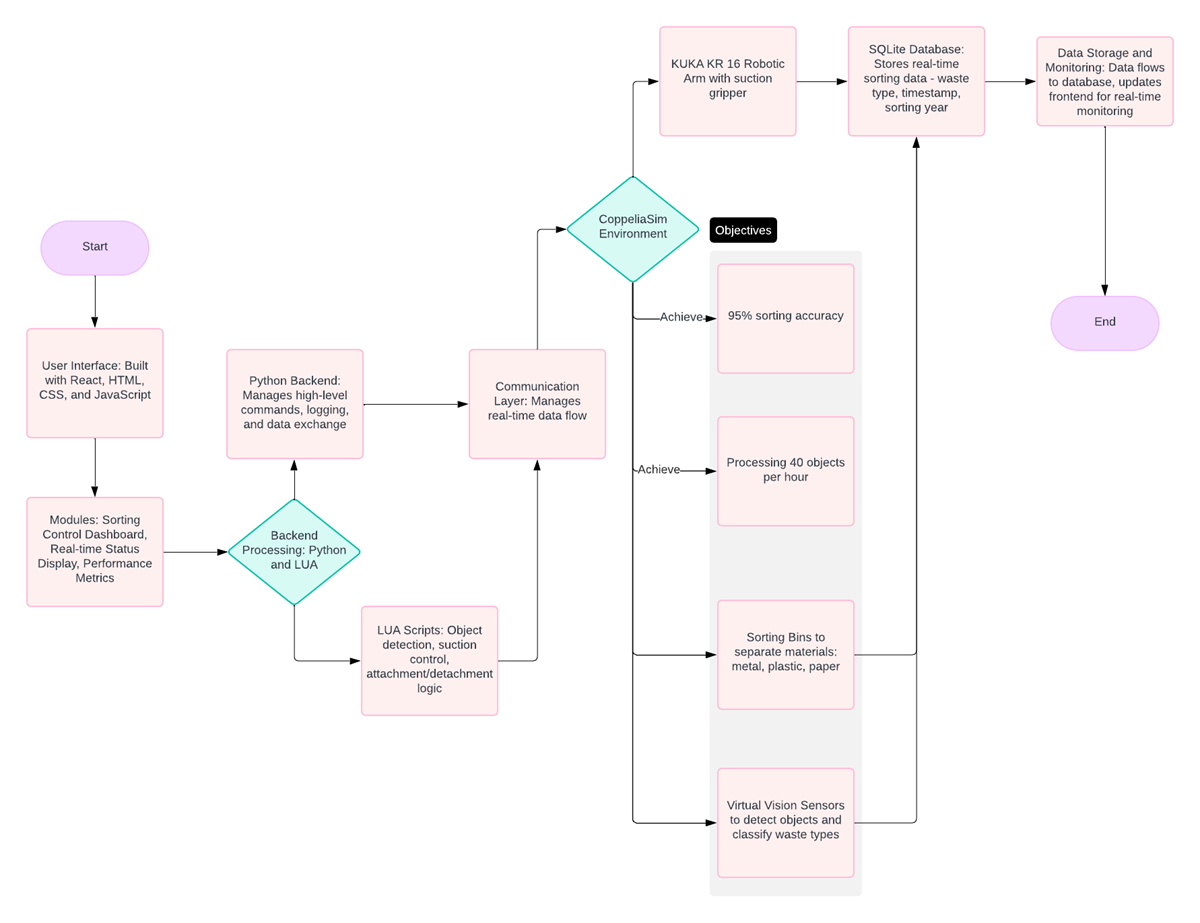 KUKA KR 16 Robotic
Arm with suction
gripper
SQLite Database:
Stores real-time
sorting data - waste
type, timestamp,
sorting year
Data Storage and
Monitoring: Data flows
to database, updates
frontend for real-time
monitoring
CoppeliaSim
Environment
Objectives
Start
Achieve
95% sorting accuracy
End
User Interface: Built
with React, HTML,
CSS, and JavaScript
Python Backend:
Manages high-level
commands, logging,
and data exchange
Communication
Layer: Manages
real-time data flow
Achieve
Processing 40 objects
per hour
Modules: Sorting
Control Dashboard,
Real-time Status
Display, Performance
Metrics
Backend
Processing: Python
and LUA
LUA Scripts: Object
detection, suction
control,
attachment/detachment
logic
Sorting Bins to
separate materials:
metal, plastic, paper
Virtual Vision Sensors
to detect objects and
classify waste types